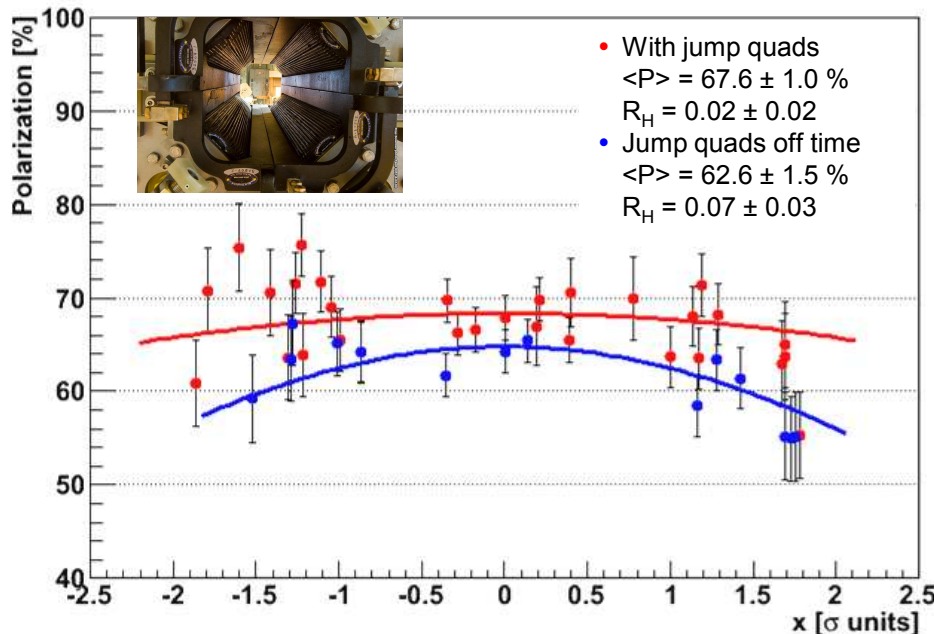 Polarization [%]
100
90
80
70
60
50
40
• With jump quads
<P> = 67.6 ± 1.0 %
R_H = 0.02 ± 0.02
• Jump quads off time
<P> = 62.6 ± 1.5 %
R_H = 0.07 ± 0.03
-2.5 -2 -1.5 -1 -0.5 0 0.5 1 1.5 2 2.5
x [σ units]